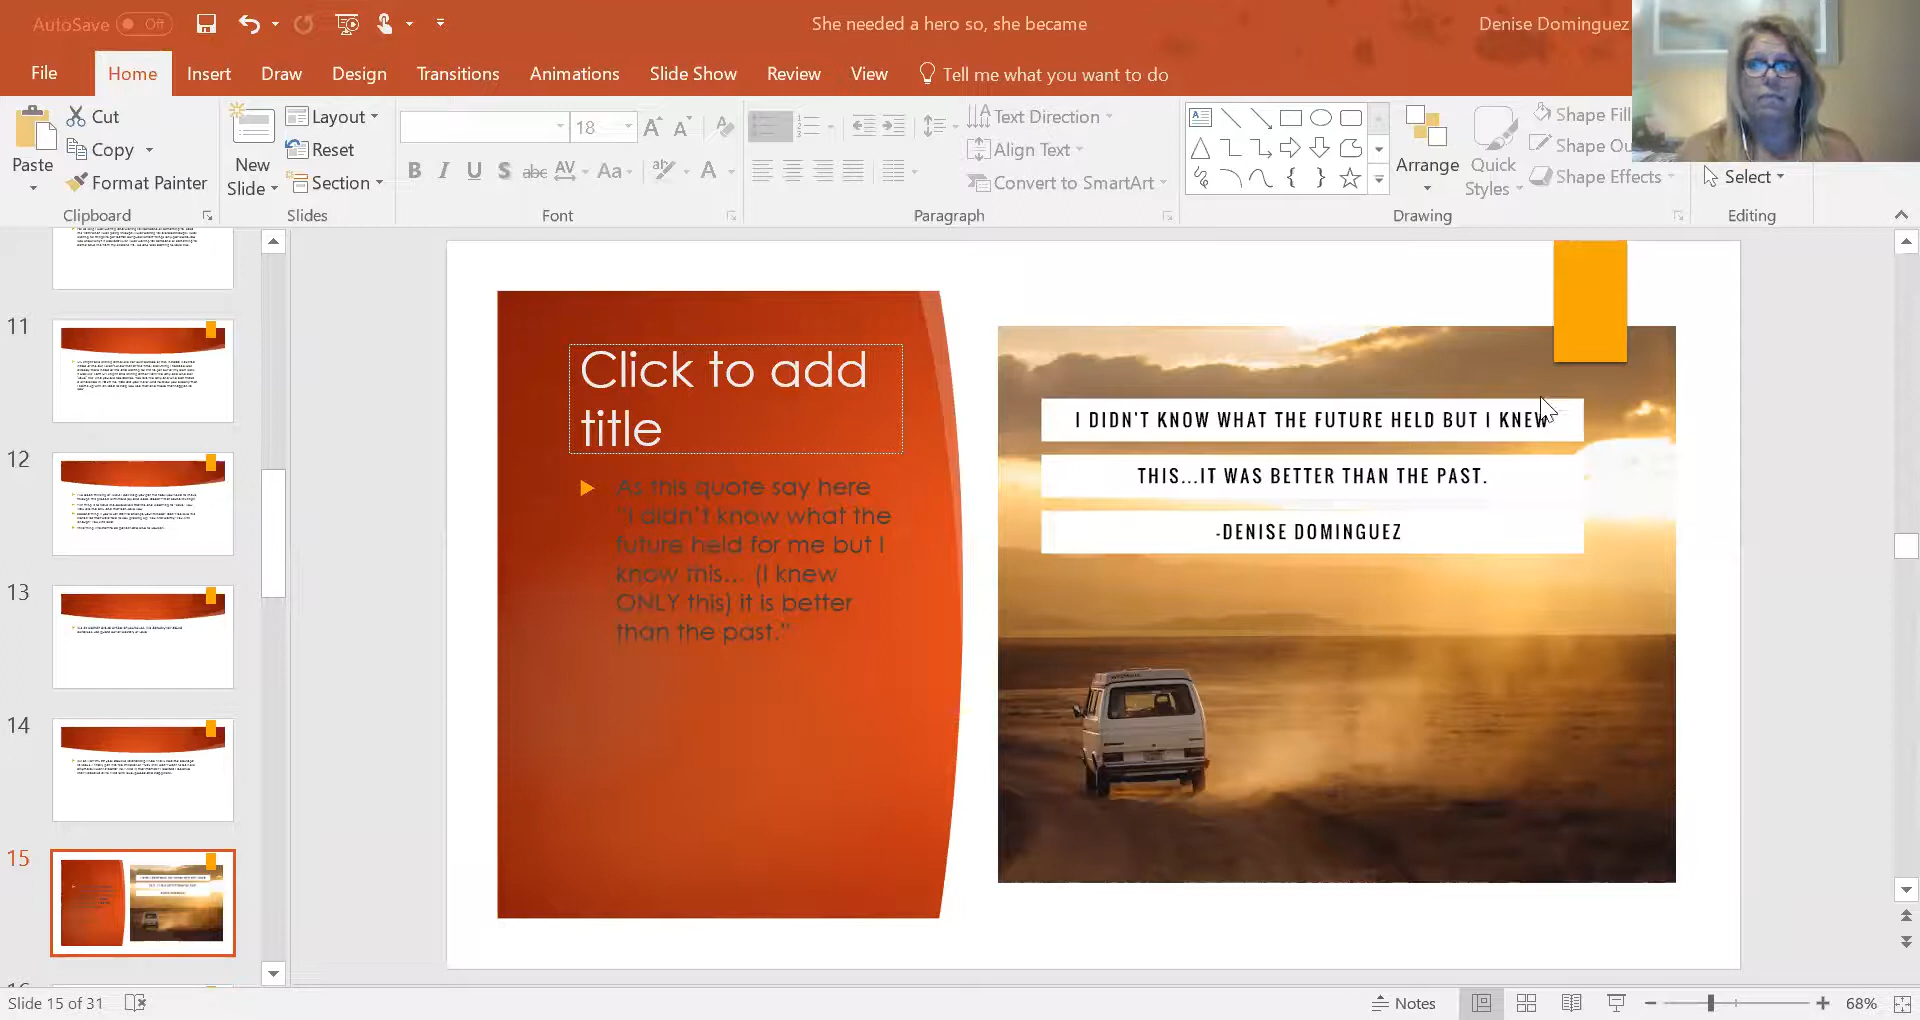 AutoSave Off
She needed a hero so, she became
Denise Dominguez
File Home Insert Draw Design Transitions Animations Slide Show Review View Tell me what you want to do
Paste
Cut
Copy
Format Painter
Clipboard
New Slide
Layout
Reset
Section
Slides
18
B I U S abc AV Aa A
Font
Text Direction
Align Text
Convert to SmartArt
Paragraph
Arrange
Quick Styles
Shape Fill
Shape Ou
Shape Effects
Drawing
Select
Editing
11
12
13
14
15
Click to add
title
As this quote say here
"I didn't know what the
future held for me but I
know this… (I knew
ONLY this) it is better
than the past."
I DIDN'T KNOW WHAT THE FUTURE HELD BUT I KNEW
THIS...IT WAS BETTER THAN THE PAST.
-DENISE DOMINGUEZ
Slide 15 of 31
Notes
68%